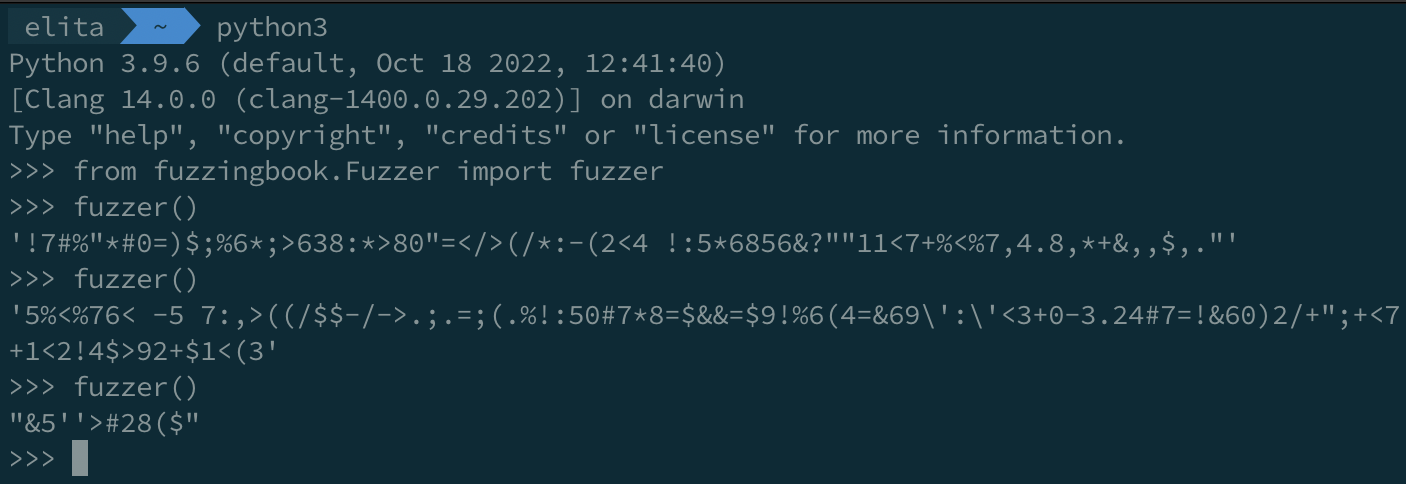 elita ~ python3
Python 3.9.6 (default, Oct 18 2022, 12:41:40)
[Clang 14.0.0 (clang-1400.0.29.202)] on darwin
Type "help", "copyright", "credits" or "license" for more information.
>>> from fuzzingbook.Fuzzer import fuzzer
>>> fuzzer()
'!7#%"*#0=)$;%6*;>638:*>80"=</>(/*:-(2<4 !:5*6856&?""11<7+%<%7,4.8,*+&,,$,."'
>>> fuzzer()
'5%<%76< -5 7:,>((/$$-/->.;.=;(.%!:50#7*8=$&&=$9!%6(4=&69\':\'<3+0-3.24#7=!&60)2/+";+<7
+1<2!4$>92+$1<(3'
>>> fuzzer()
"&5''>#28($"
>>>